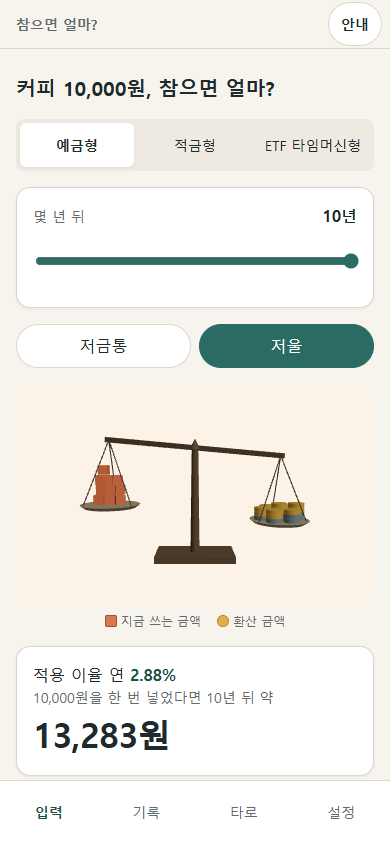 참으면 얼마?
안내
커피 10,000원, 참으면 얼마?
예금형 적금형 ETF 타임머신형
몇 년 뒤 10년
저금통 저울
지금 쓰는 금액 환산 금액
적용 이율 연 2.88%
10,000원을 한 번 넣었다면 10년 뒤 약
13,283원
입력 기록 타로 설정